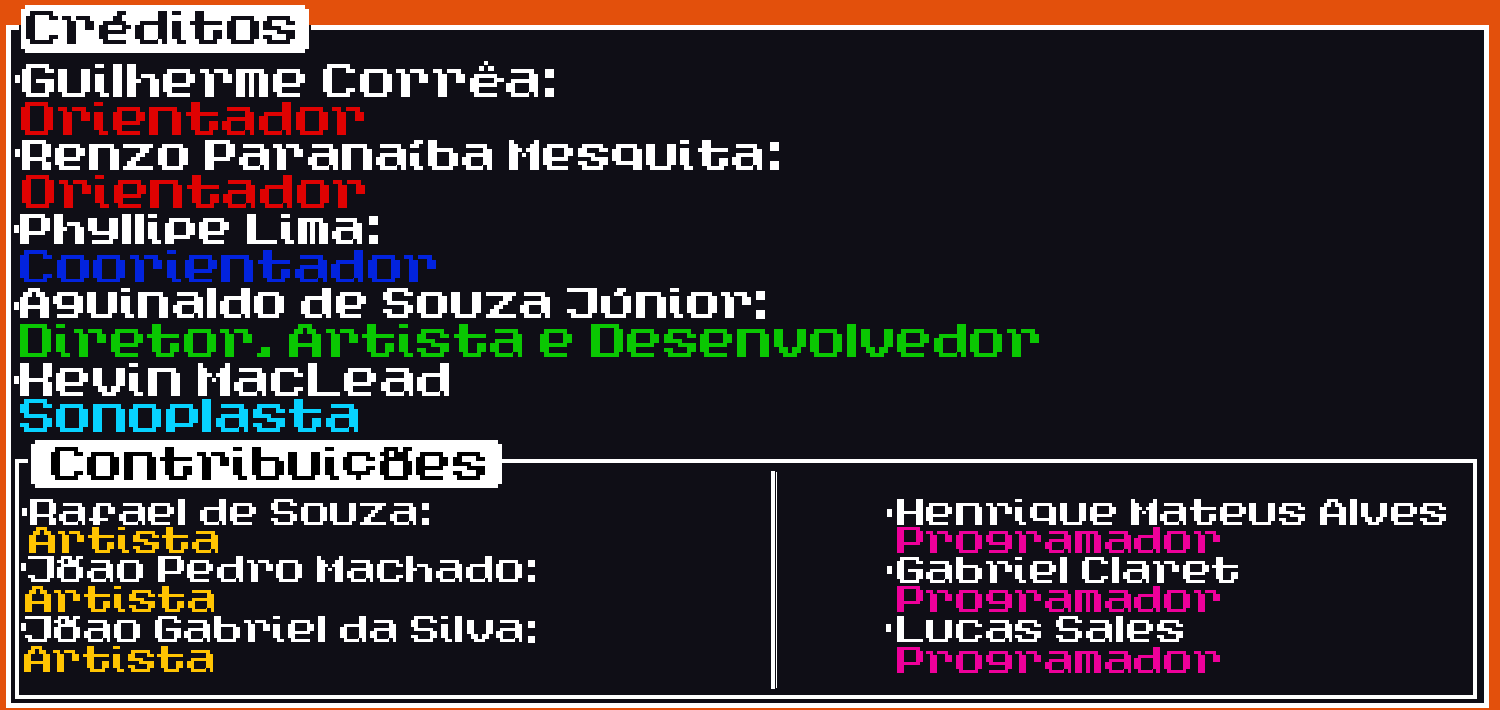 Créditos
·Guilherme Corrêa:
Orientador
·Renzo Paranaíba Mesquita:
Orientador
·Phyllipe Lima:
Coorientador
·Aguinaldo de Souza Júnior:
Diretor, Artista e Desenvolvedor
·Kevin MacLead
Sonoplasta
Contribuições
·Rafael de Souza:
Artista
·Jõao Pedro Machado:
Artista
·Jõao Gabriel da Silva:
Artista
·Henrique Mateus Alves
Programador
·Gabriel Claret
Programador
·Lucas Sales
Programador